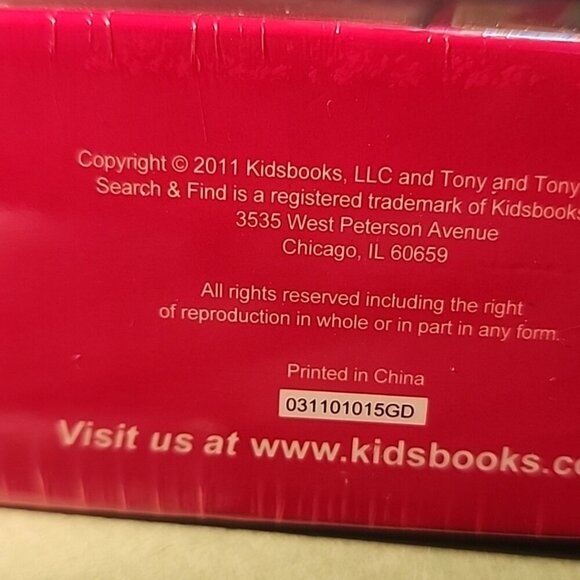 Copyright © 2011 Kidsbooks, LLC and Tony and Tony
Search & Find is a registered trademark of Kidsbooks
3535 West Peterson Avenue
Chicago, IL 60659
All rights reserved including the right
of reproduction in whole or in part in any form.
Printed in China
031101015GD
Visit us at www.kidsbooks.co